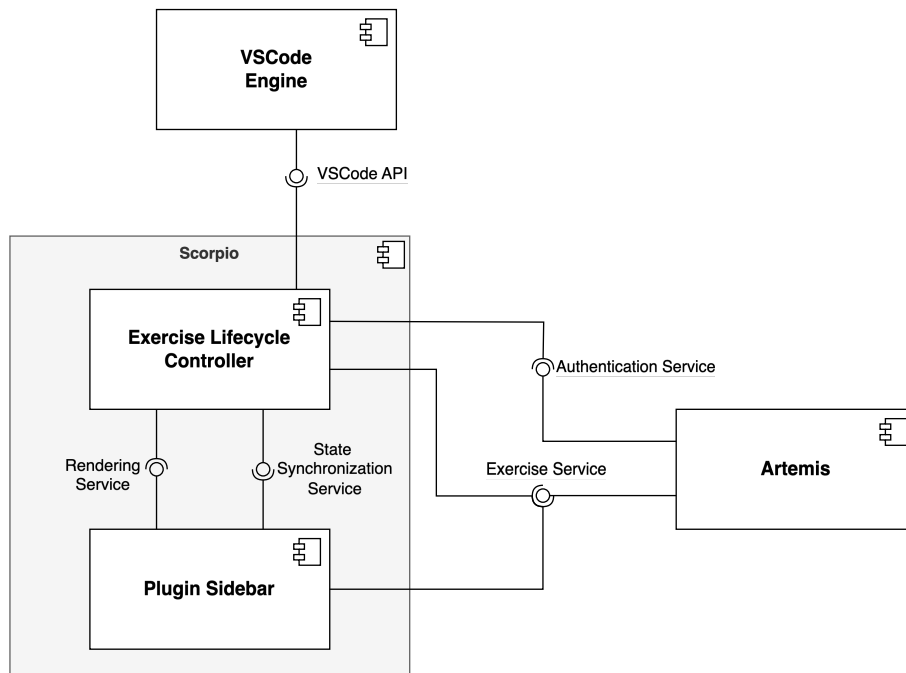 VSCode
Engine
VSCode API
Scorpio
Exercise Lifecycle
Controller
Authentication Service
Rendering
Service
State
Synchronization
Service
Exercise Service
Artemis
Plugin Sidebar